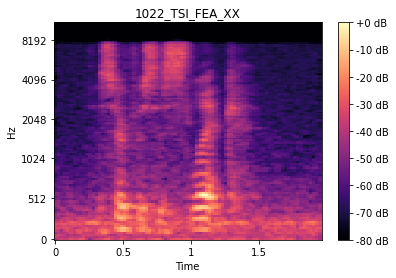 1022_TSI_FEA_XX
8192
4096
2048
1024
512
0
Hz
0
0.5
1
1.5
Time
+0 dB
-10 dB
-20 dB
-30 dB
-40 dB
-50 dB
-60 dB
-70 dB
-80 dB